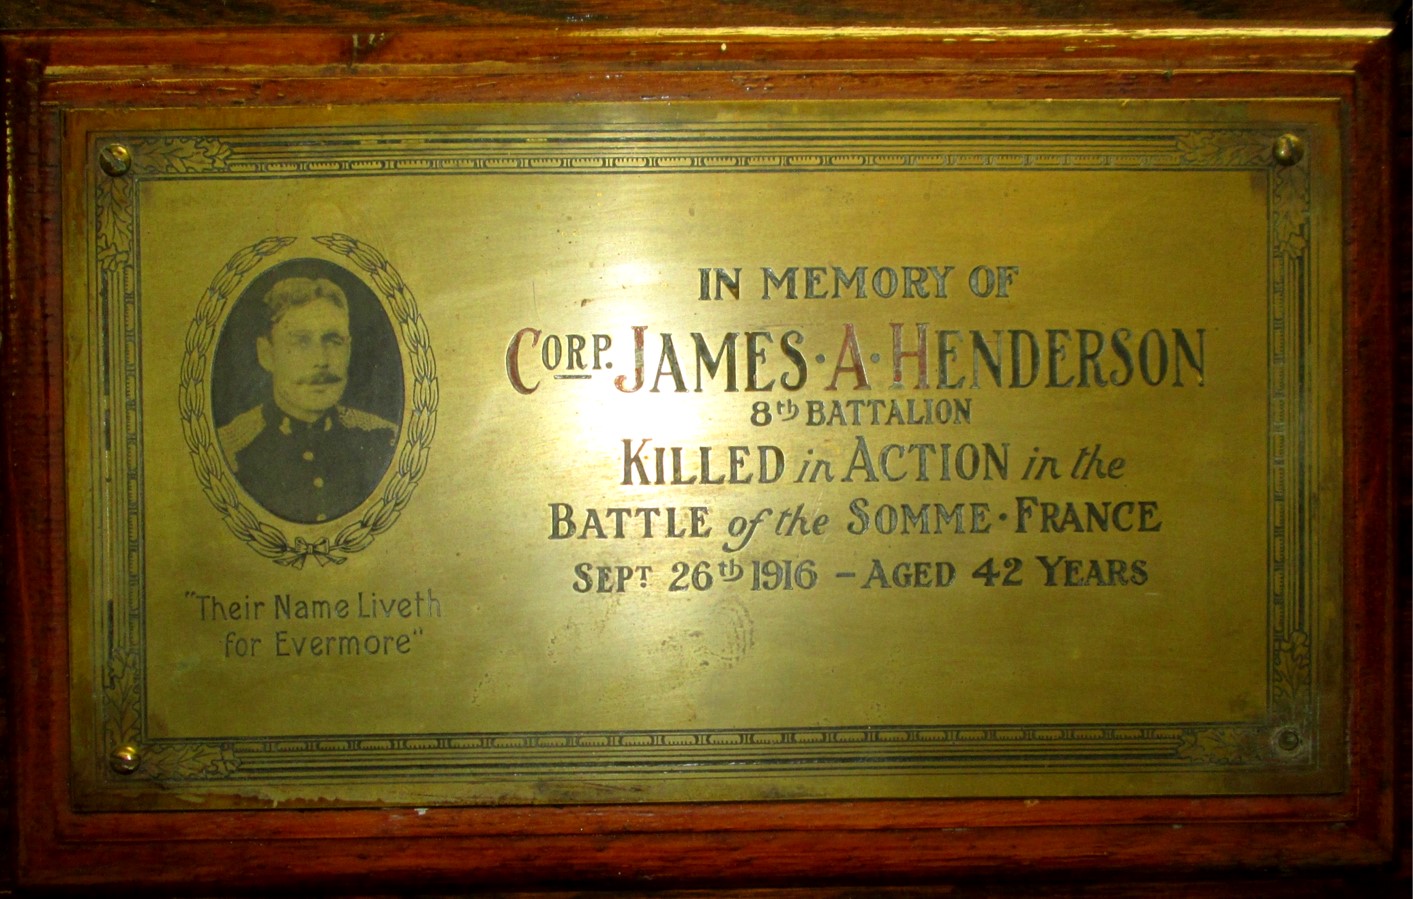 IN MEMORY OF
CORP. JAMES·A·HENDERSON
8th BATTALION
KILLED in ACTION in the
BATTLE of the SOMME·FRANCE
SEPT 26th 1916 – AGED 42 YEARS
"Their Name Liveth
for Evermore"